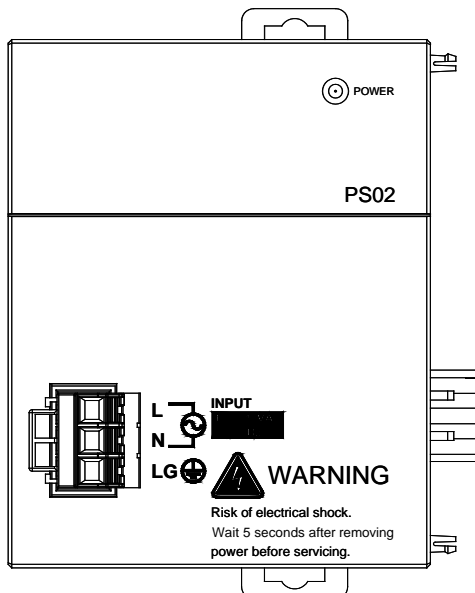 POWER
PS02
L
INPUT
N
LG
WARNING
Risk of electrical shock.
Wait 5 seconds after removing
power before servicing.